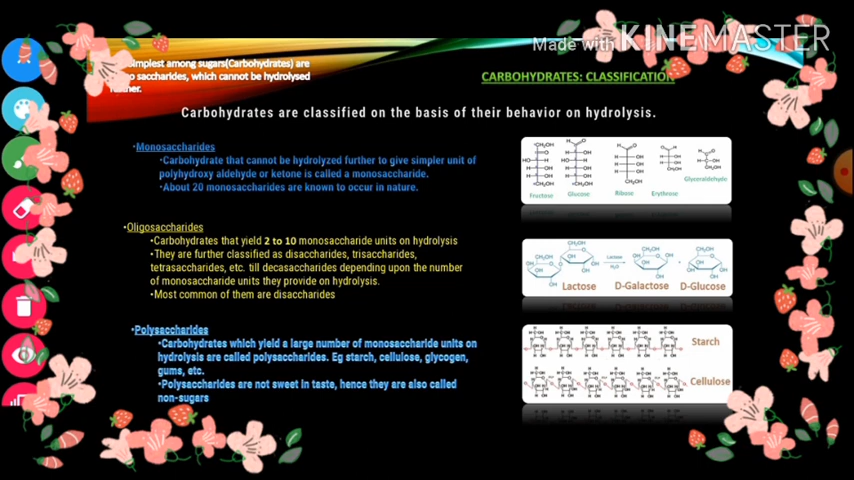 Made with KINEMASTER
implest among sugars(Carbohydrates) are
no saccharides, which cannot be hydrolysed
further.
CARBOHYDRATES: CLASSIFICATION
Carbohydrates are classified on the basis of their behavior on hydrolysis.
•Monosaccharides
•Carbohydrate that cannot be hydrolyzed further to give simpler unit of
polyhydroxy aldehyde or ketone is called a monosaccharide.
•About 20 monosaccharides are known to occur in nature.
Fructose Glucose Ribose Erythrose Glyceraldehyde
•Oligosaccharides
•Carbohydrates that yield 2 to 10 monosaccharide units on hydrolysis
•They are further classified as disaccharides, trisaccharides,
tetrasaccharides, etc. till decasaccharides depending upon the number
of monosaccharide units they provide on hydrolysis.
•Most common of them are disaccharides
Lactase
H₂O
Lactose D-Galactose D-Glucose
•Polysaccharides
•Carbohydrates which yield a large number of monosaccharide units on
hydrolysis are called polysaccharides. Eg starch, cellulose, glycogen,
gums, etc.
•Polysaccharides are not sweet in taste, hence they are also called
non-sugars
Starch
Cellulose